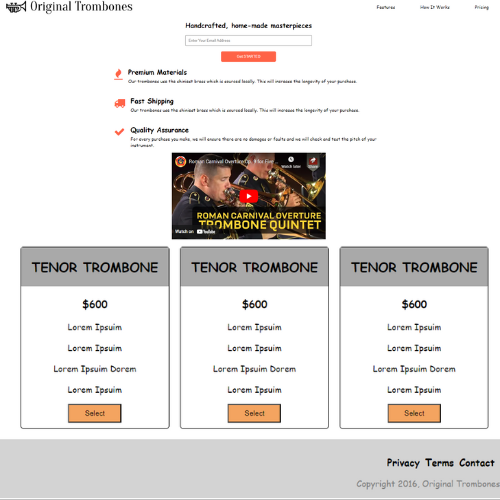 Original Trombones
Features How It Works Pricing
Handcrafted, home-made masterpieces
Enter Your Email Address
GET STARTED
Premium Materials
Our trombones use the shiniest brass which is sourced locally. This will increase the longevity of your purchase.
Fast Shipping
Our trombones use the shiniest brass which is sourced locally. This will increase the longevity of your purchase.
Quality Assurance
For every purchase you make, we will ensure there are no damages or faults and we will check and test the pitch of your
instrument.
Roman Carnival Overture Op. 9 for Five
Watch later Share
ROMAN CARNIVAL OVERTURE
TROMBONE QUINTET
Watch on YouTube
TENOR TROMBONE TENOR TROMBONE TENOR TROMBONE
$600 $600 $600
Lorem Ipsuim Lorem Ipsuim Lorem Ipsuim
Lorem Ipsuim Lorem Ipsuim Lorem Ipsuim
Lorem Ipsuim Dorem Lorem Ipsuim Dorem Lorem Ipsuim Dorem
Lorem Ipsuim Lorem Ipsuim Lorem Ipsuim
Select Select Select
Privacy Terms Contact
Copyright 2016, Original Trombones